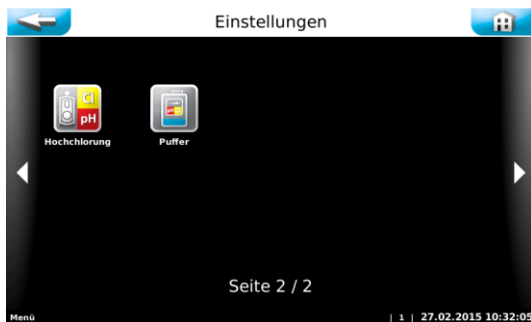 Einstellungen
Cl
pH
Hochchlorung
Puffer
Seite 2 / 2
Menü
| 1 | 27.02.2015 10:32:05